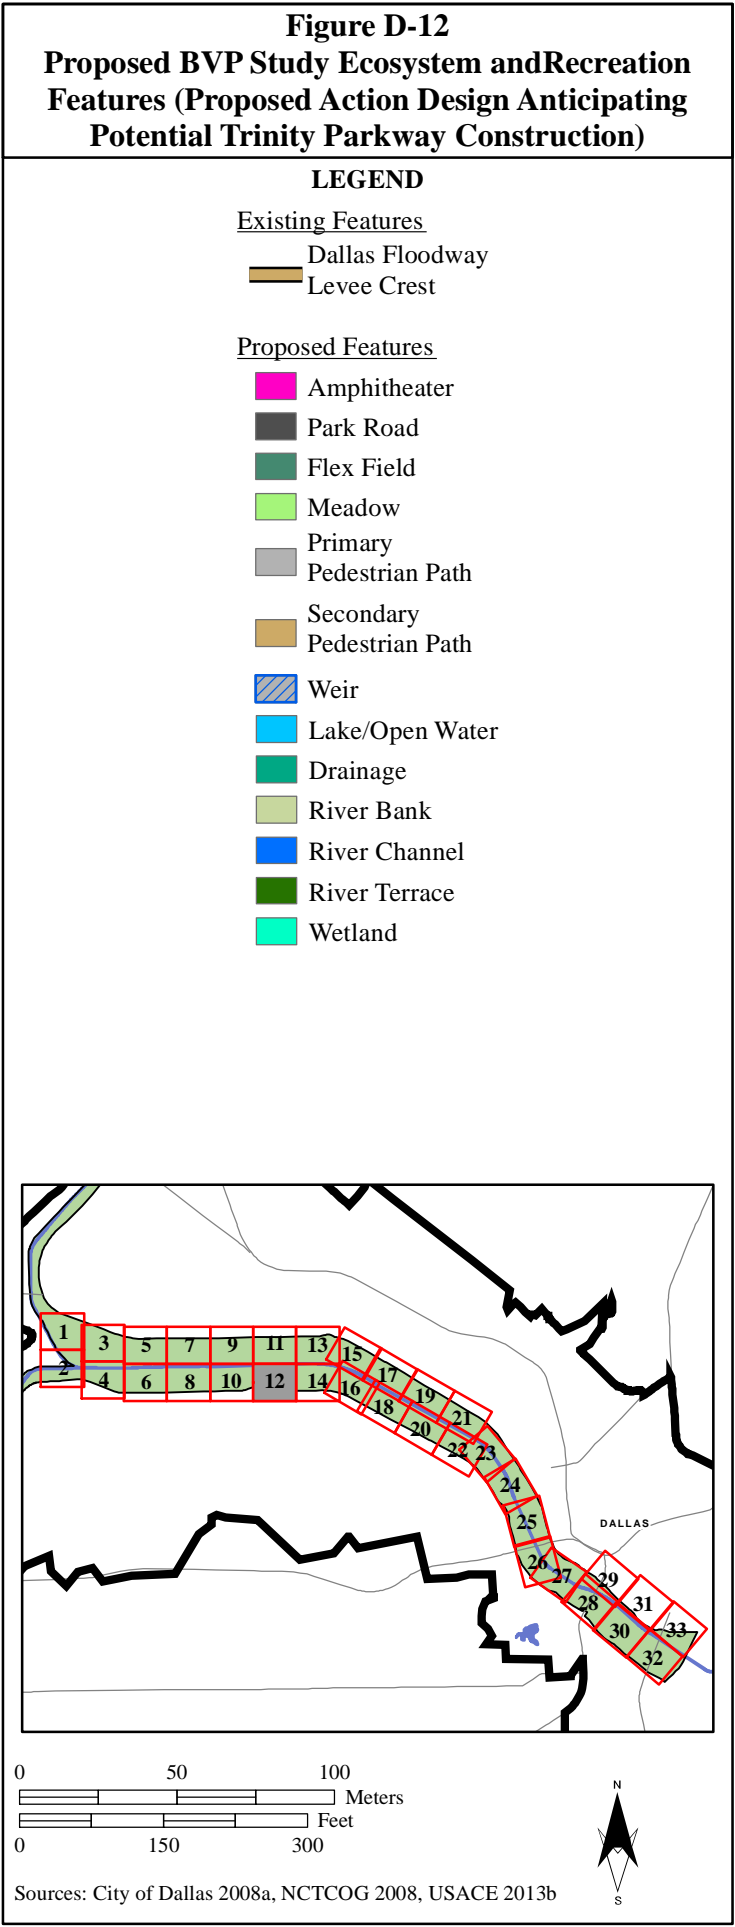 Figure D-12
Proposed BVP Study Ecosystem andRecreation
Features (Proposed Action Design Anticipating
Potential Trinity Parkway Construction)
LEGEND
Existing Features
Dallas Floodway
Levee Crest
Proposed Features
Amphitheater
Park Road
Flex Field
Meadow
Primary
Pedestrian Path
Secondary
Pedestrian Path
Weir
Lake/Open Water
Drainage
River Bank
River Channel
River Terrace
Wetland
1
2
3
4
5
6
7
8
9
10
11
12
13
14
15
16
17
18
19
20
21
22
23
24
25
26
27
28
29
30
31
32
33
DALLAS
0 50 100
Meters
Feet
0 150 300
N
S
Sources: City of Dallas 2008a, NCTCOG 2008, USACE 2013b